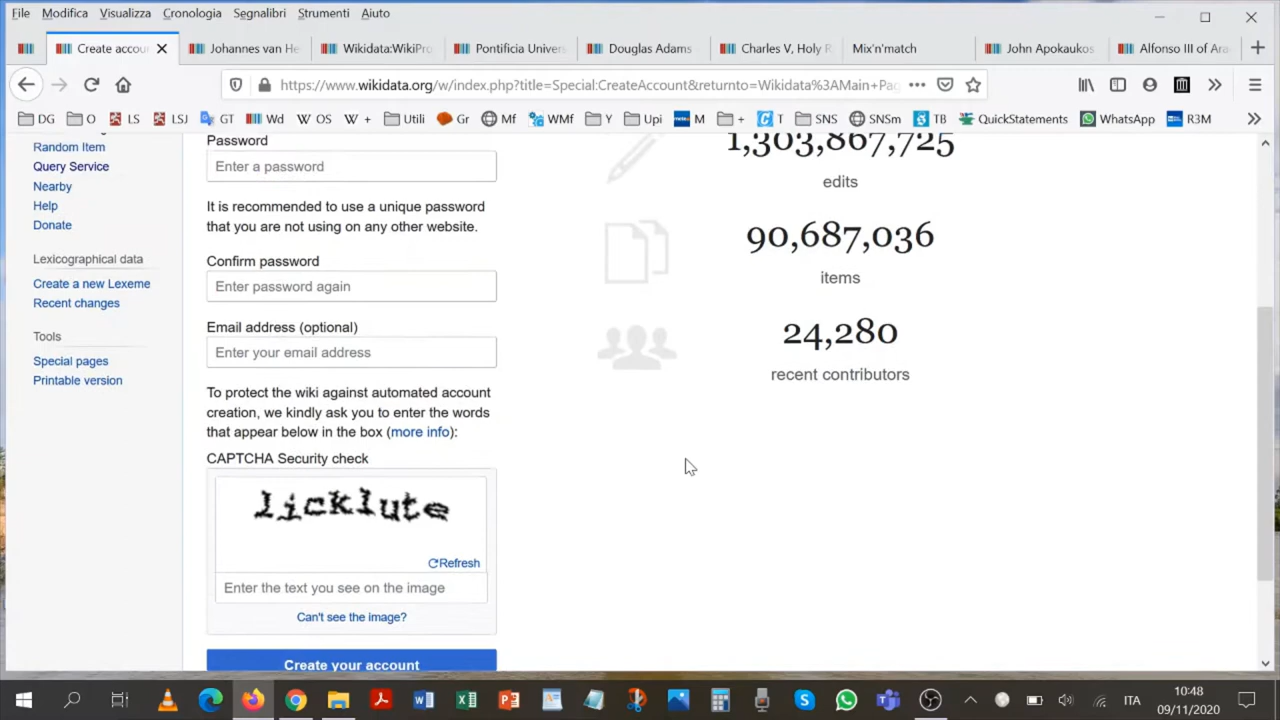 File Modifica Visualizza Cronologia Segnalibri Strumenti Aiuto
Create accou Johannes van He Wikidata:WikiPro Pontificia Univer Douglas Adams Charles V, Holy R Mix'n'match John Apokaukos Alfonso III of Ara
https://www.wikidata.org/w/index.php?title=Special:CreateAccount&returnto=Wikidata%3AMain+Pag
DG O LS LSJ GT Wd OS + Utili Gr Mf WMf Y Upi M + T SNS SNSm TB QuickStatements WhatsApp R3M
Random Item
Query Service
Nearby
Help
Donate
Lexicographical data
Create a new Lexeme
Recent changes
Tools
Special pages
Printable version
Password
Enter a password
It is recommended to use a unique password
that you are not using on any other website.
Confirm password
Enter password again
Email address (optional)
Enter your email address
To protect the wiki against automated account
creation, we kindly ask you to enter the words
that appear below in the box (more info):
CAPTCHA Security check
licklute
Refresh
Enter the text you see on the image
Can't see the image?
Create your account
1,303,867,725
edits
90,687,036
items
24,280
recent contributors
ITA
10:48
09/11/2020